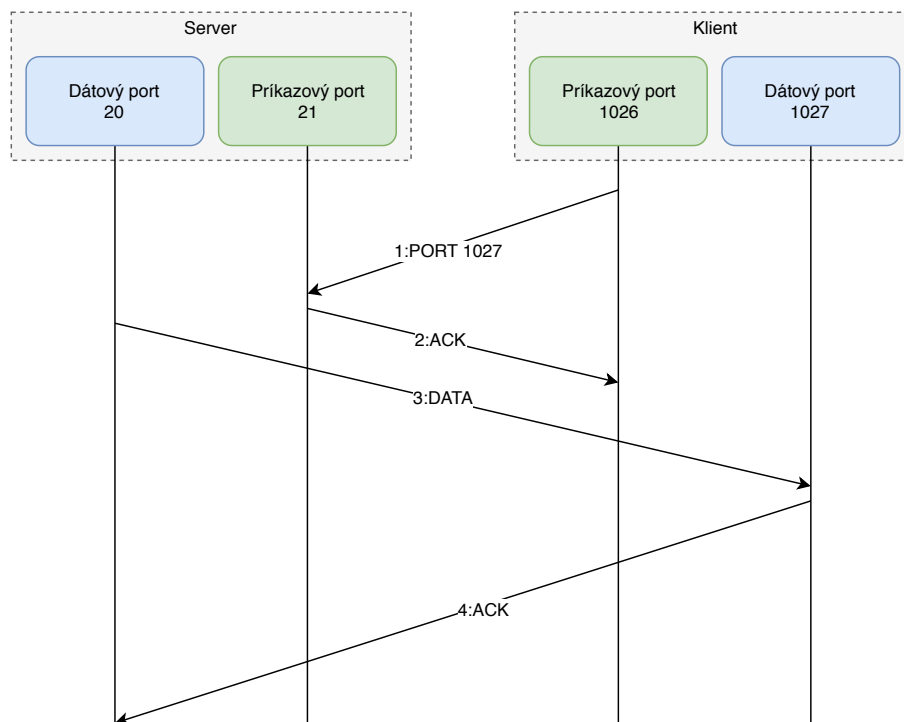 Server
Klient
Dátový port
20
Príkazový port
21
Príkazový port
1026
Dátový port
1027
1:PORT 1027
2:ACK
3:DATA
4:ACK